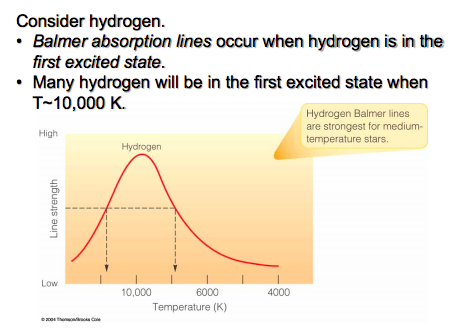 Consider hydrogen.
• Balmer absorption lines occur when hydrogen is in the
first excited state.
• Many hydrogen will be in the first excited state when
T~10,000 K.
Hydrogen Balmer lines
are strongest for medium-
temperature stars.
High
Hydrogen
Line strength
Low
10,000 6000 4000
Temperature (K)
© 2004 Thomson/Brooks Cole